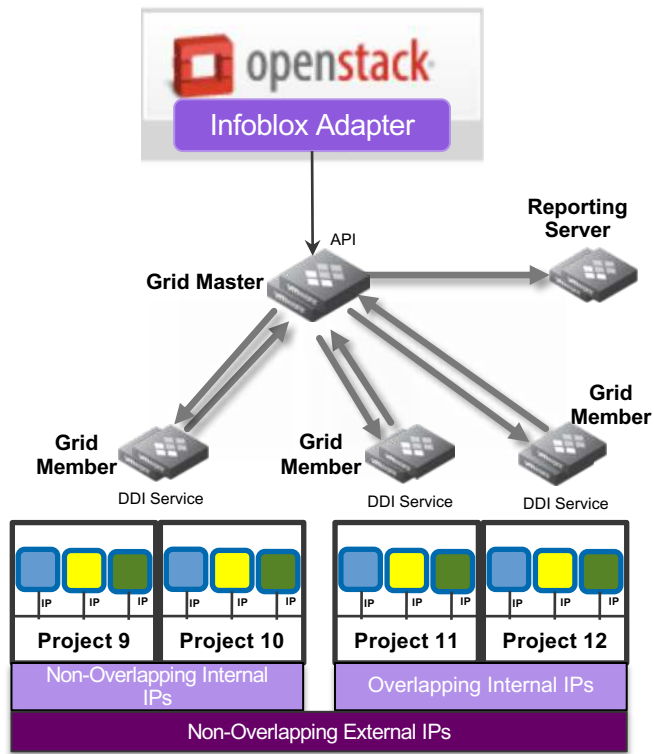 openstack
Infoblox Adapter
API
Reporting
Server
Grid Master
Grid
Member
DDI Service
Grid
Member
DDI Service
Grid
Member
DDI Service
IP IP IP
IP IP IP
IP IP IP
IP IP IP
Project 9
Project 10
Project 11
Project 12
Non-Overlapping Internal
IPs
Overlapping Internal IPs
Non-Overlapping External IPs